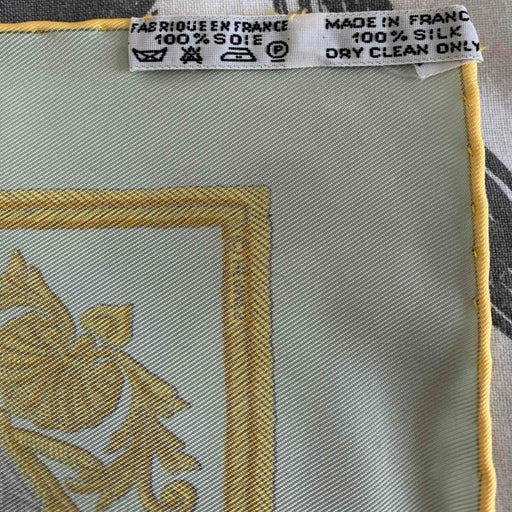 FABRIQUE EN FRANCE
100% SOIE
MADE IN FRANC
100% SILK
DRY CLEAN ONLY